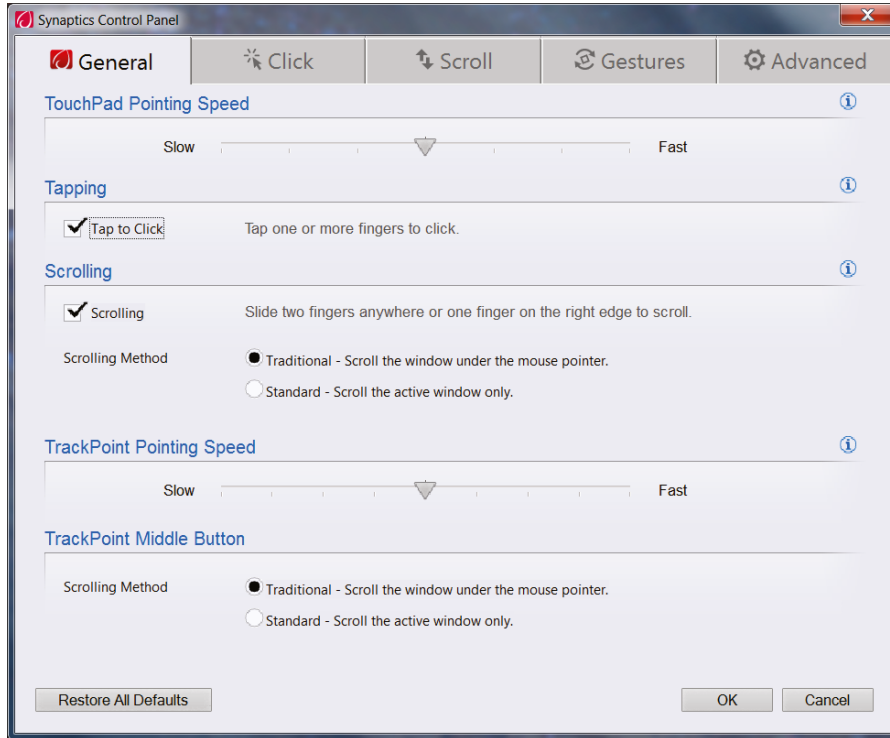 Synaptics Control Panel
General
Click
Scroll
Gestures
Advanced
TouchPad Pointing Speed
Slow
Fast
Tapping
Tap to Click
Tap one or more fingers to click.
Scrolling
Scrolling
Slide two fingers anywhere or one finger on the right edge to scroll.
Scrolling Method
Traditional - Scroll the window under the mouse pointer.
Standard - Scroll the active window only.
TrackPoint Pointing Speed
Slow
Fast
TrackPoint Middle Button
Scrolling Method
Traditional - Scroll the window under the mouse pointer.
Standard - Scroll the active window only.
Restore All Defaults
OK
Cancel